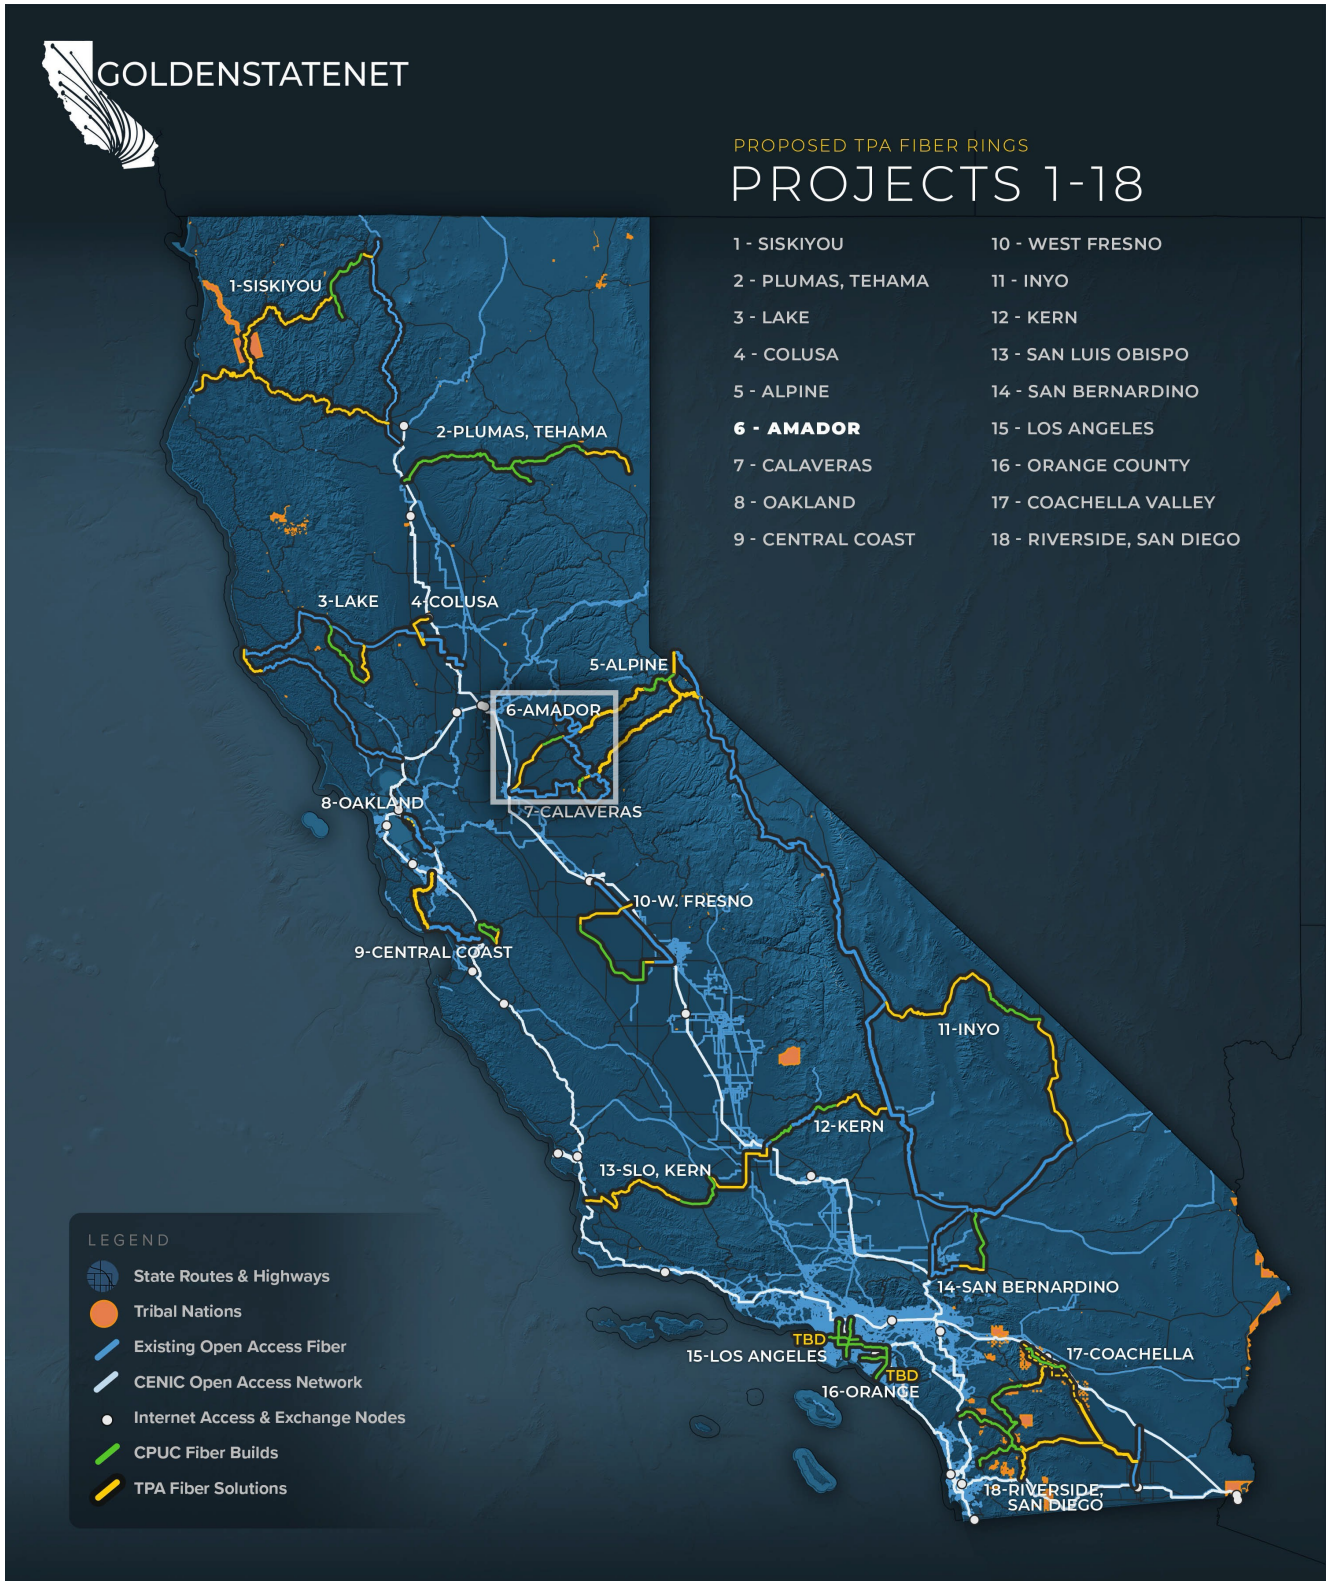 GOLDENSTATENET
PROPOSED TPA FIBER RINGS
PROJECTS 1-18
1 - SISKIYOU
2 - PLUMAS, TEHAMA
3 - LAKE
4 - COLUSA
5 - ALPINE
6 - AMADOR
7 - CALAVERAS
8 - OAKLAND
9 - CENTRAL COAST
10 - WEST FRESNO
11 - INYO
12 - KERN
13 - SAN LUIS OBISPO
14 - SAN BERNARDINO
15 - LOS ANGELES
16 - ORANGE COUNTY
17 - COACHELLA VALLEY
18 - RIVERSIDE, SAN DIEGO
1-SISKIYOU
2-PLUMAS, TEHAMA
3-LAKE
4-COLUSA
5-ALPINE
6-AMADOR
7-CALAVERAS
8-OAKLAND
10-W. FRESNO
9-CENTRAL COAST
11-INYO
12-KERN
13-SLO, KERN
14-SAN BERNARDINO
TBD
15-LOS ANGELES
TBD
16-ORANGE
17-COACHELLA
18-RIVERSIDE,
SAN DIEGO
LEGEND
State Routes & Highways
Tribal Nations
Existing Open Access Fiber
CENIC Open Access Network
Internet Access & Exchange Nodes
CPUC Fiber Builds
TPA Fiber Solutions